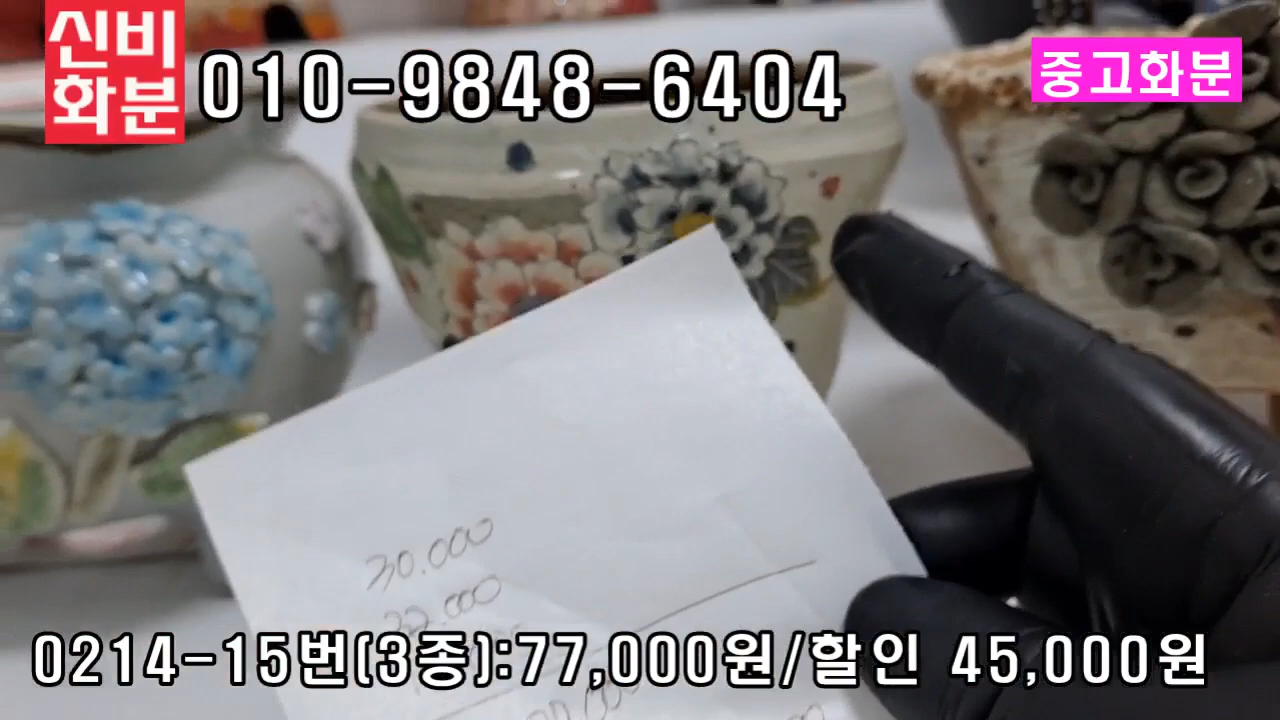 신비
화분
010-9848-6404
중고화분
30.000
22.000
0214-15번(3종):77,000원/할인 45,000원